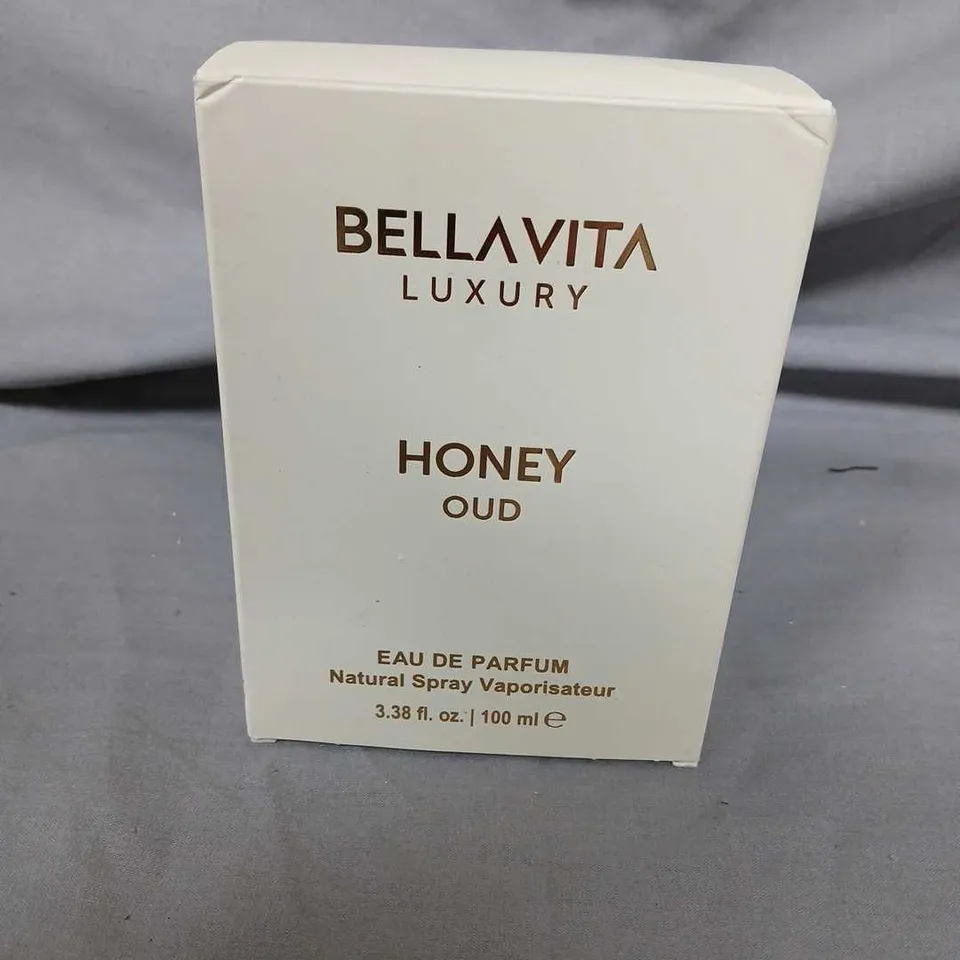 BELLAVITA
LUXURY
HONEY
OUD
EAU DE PARFUM
Natural Spray Vaporisateur
3.38 fl. oz. | 100 ml ℮